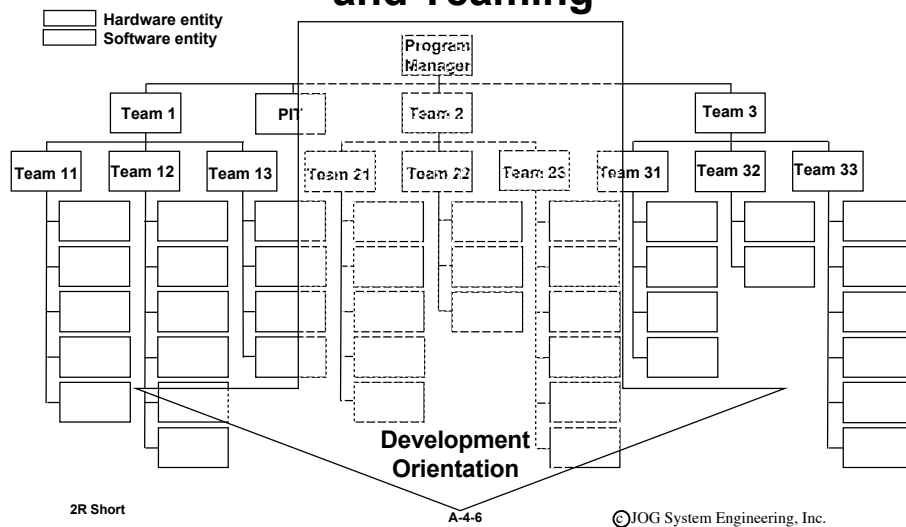 and Teaming
Hardware entity
Software entity
Program
Manager
Team 1
PIT
Team 2
Team 3
Team 11
Team 12
Team 13
Team 21
Team 22
Team 23
Team 31
Team 32
Team 33
Development
Orientation
2R Short
A-4-6
©JOG System Engineering, Inc.